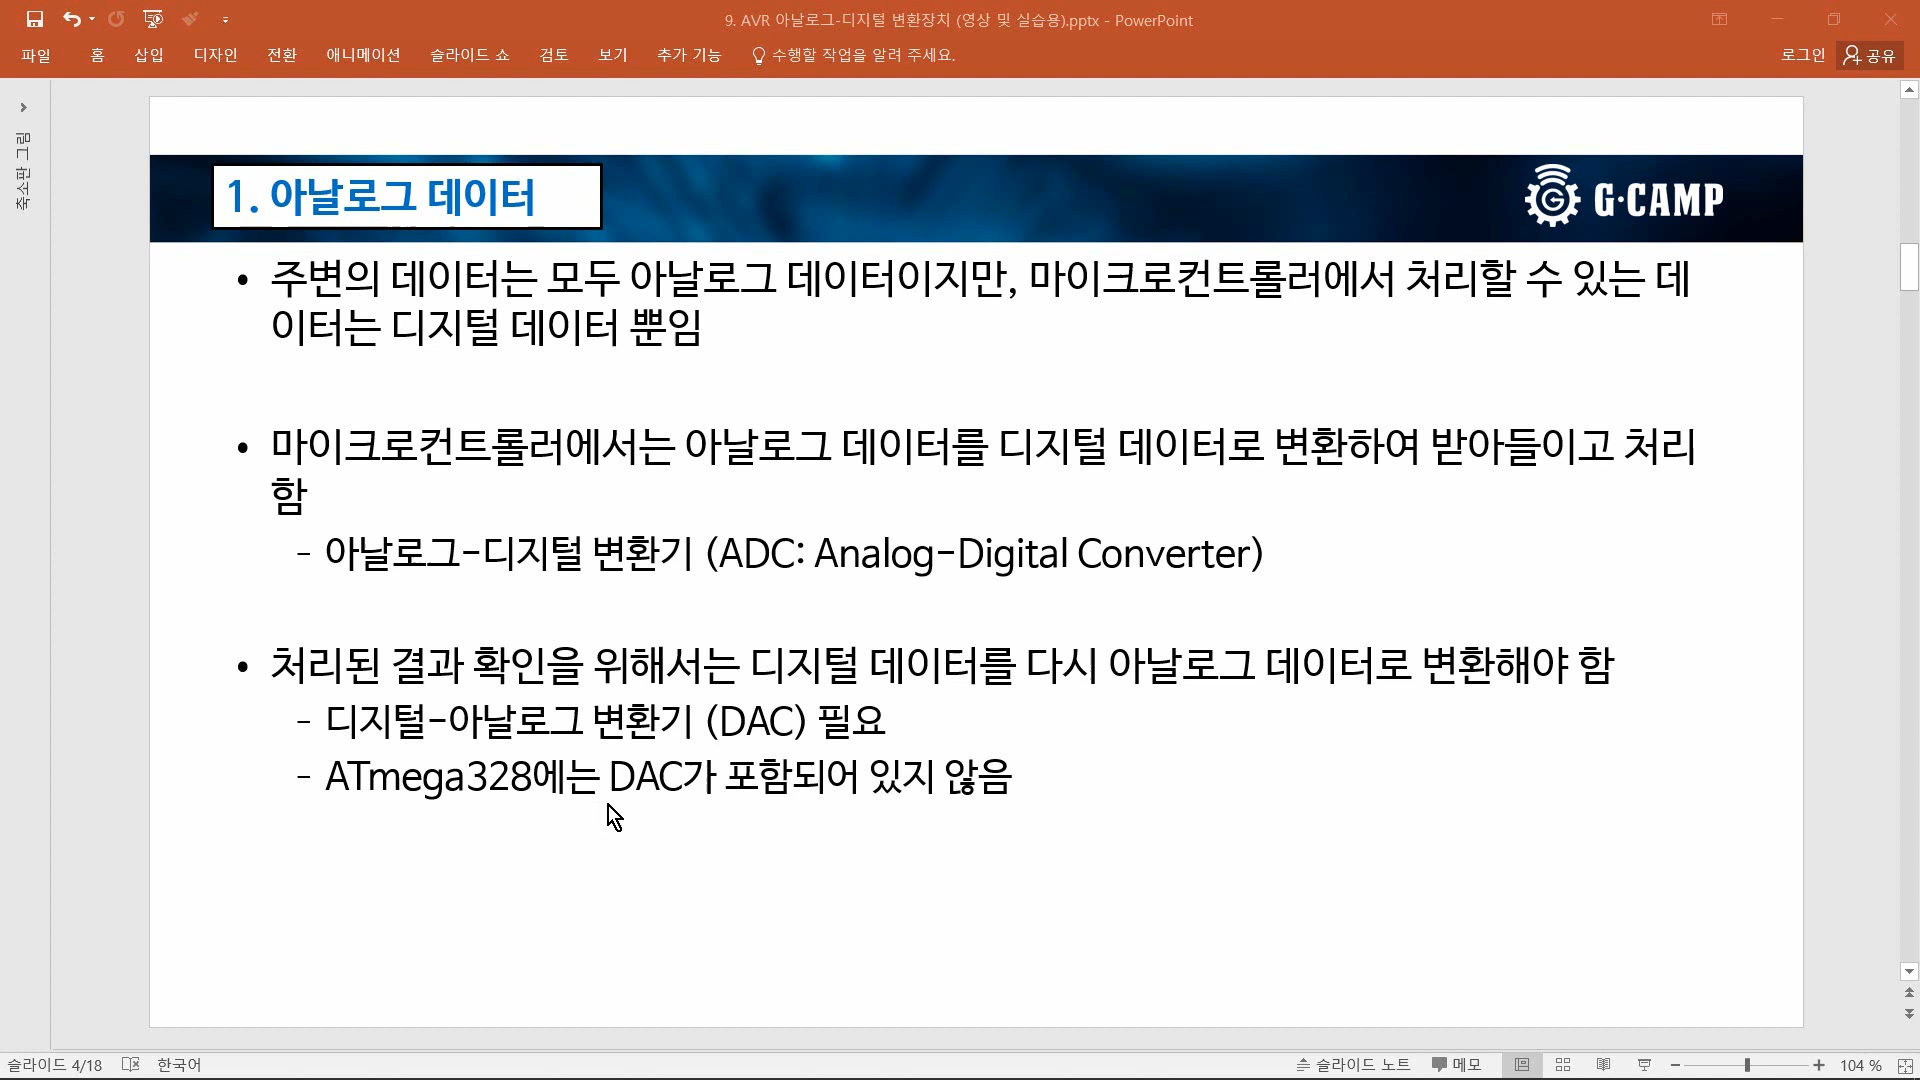 9. AVR 아날로그-디지털 변환장치 (영상 및 실습용).pptx - PowerPoint
파일 홈 삽입 디자인 전환 애니메이션 슬라이드 쇼 검토 보기 추가 기능 수행할 작업을 알려 주세요. 로그인 공유
축소판 그림
1. 아날로그 데이터
G·CAMP
• 주변의 데이터는 모두 아날로그 데이터이지만, 마이크로컨트롤러에서 처리할 수 있는 데
이터는 디지털 데이터 뿐임
• 마이크로컨트롤러에서는 아날로그 데이터를 디지털 데이터로 변환하여 받아들이고 처리
함
- 아날로그-디지털 변환기 (ADC: Analog-Digital Converter)
• 처리된 결과 확인을 위해서는 디지털 데이터를 다시 아날로그 데이터로 변환해야 함
- 디지털-아날로그 변환기 (DAC) 필요
- ATmega328에는 DAC가 포함되어 있지 않음
슬라이드 4/18 한국어 슬라이드 노트 메모 104 %